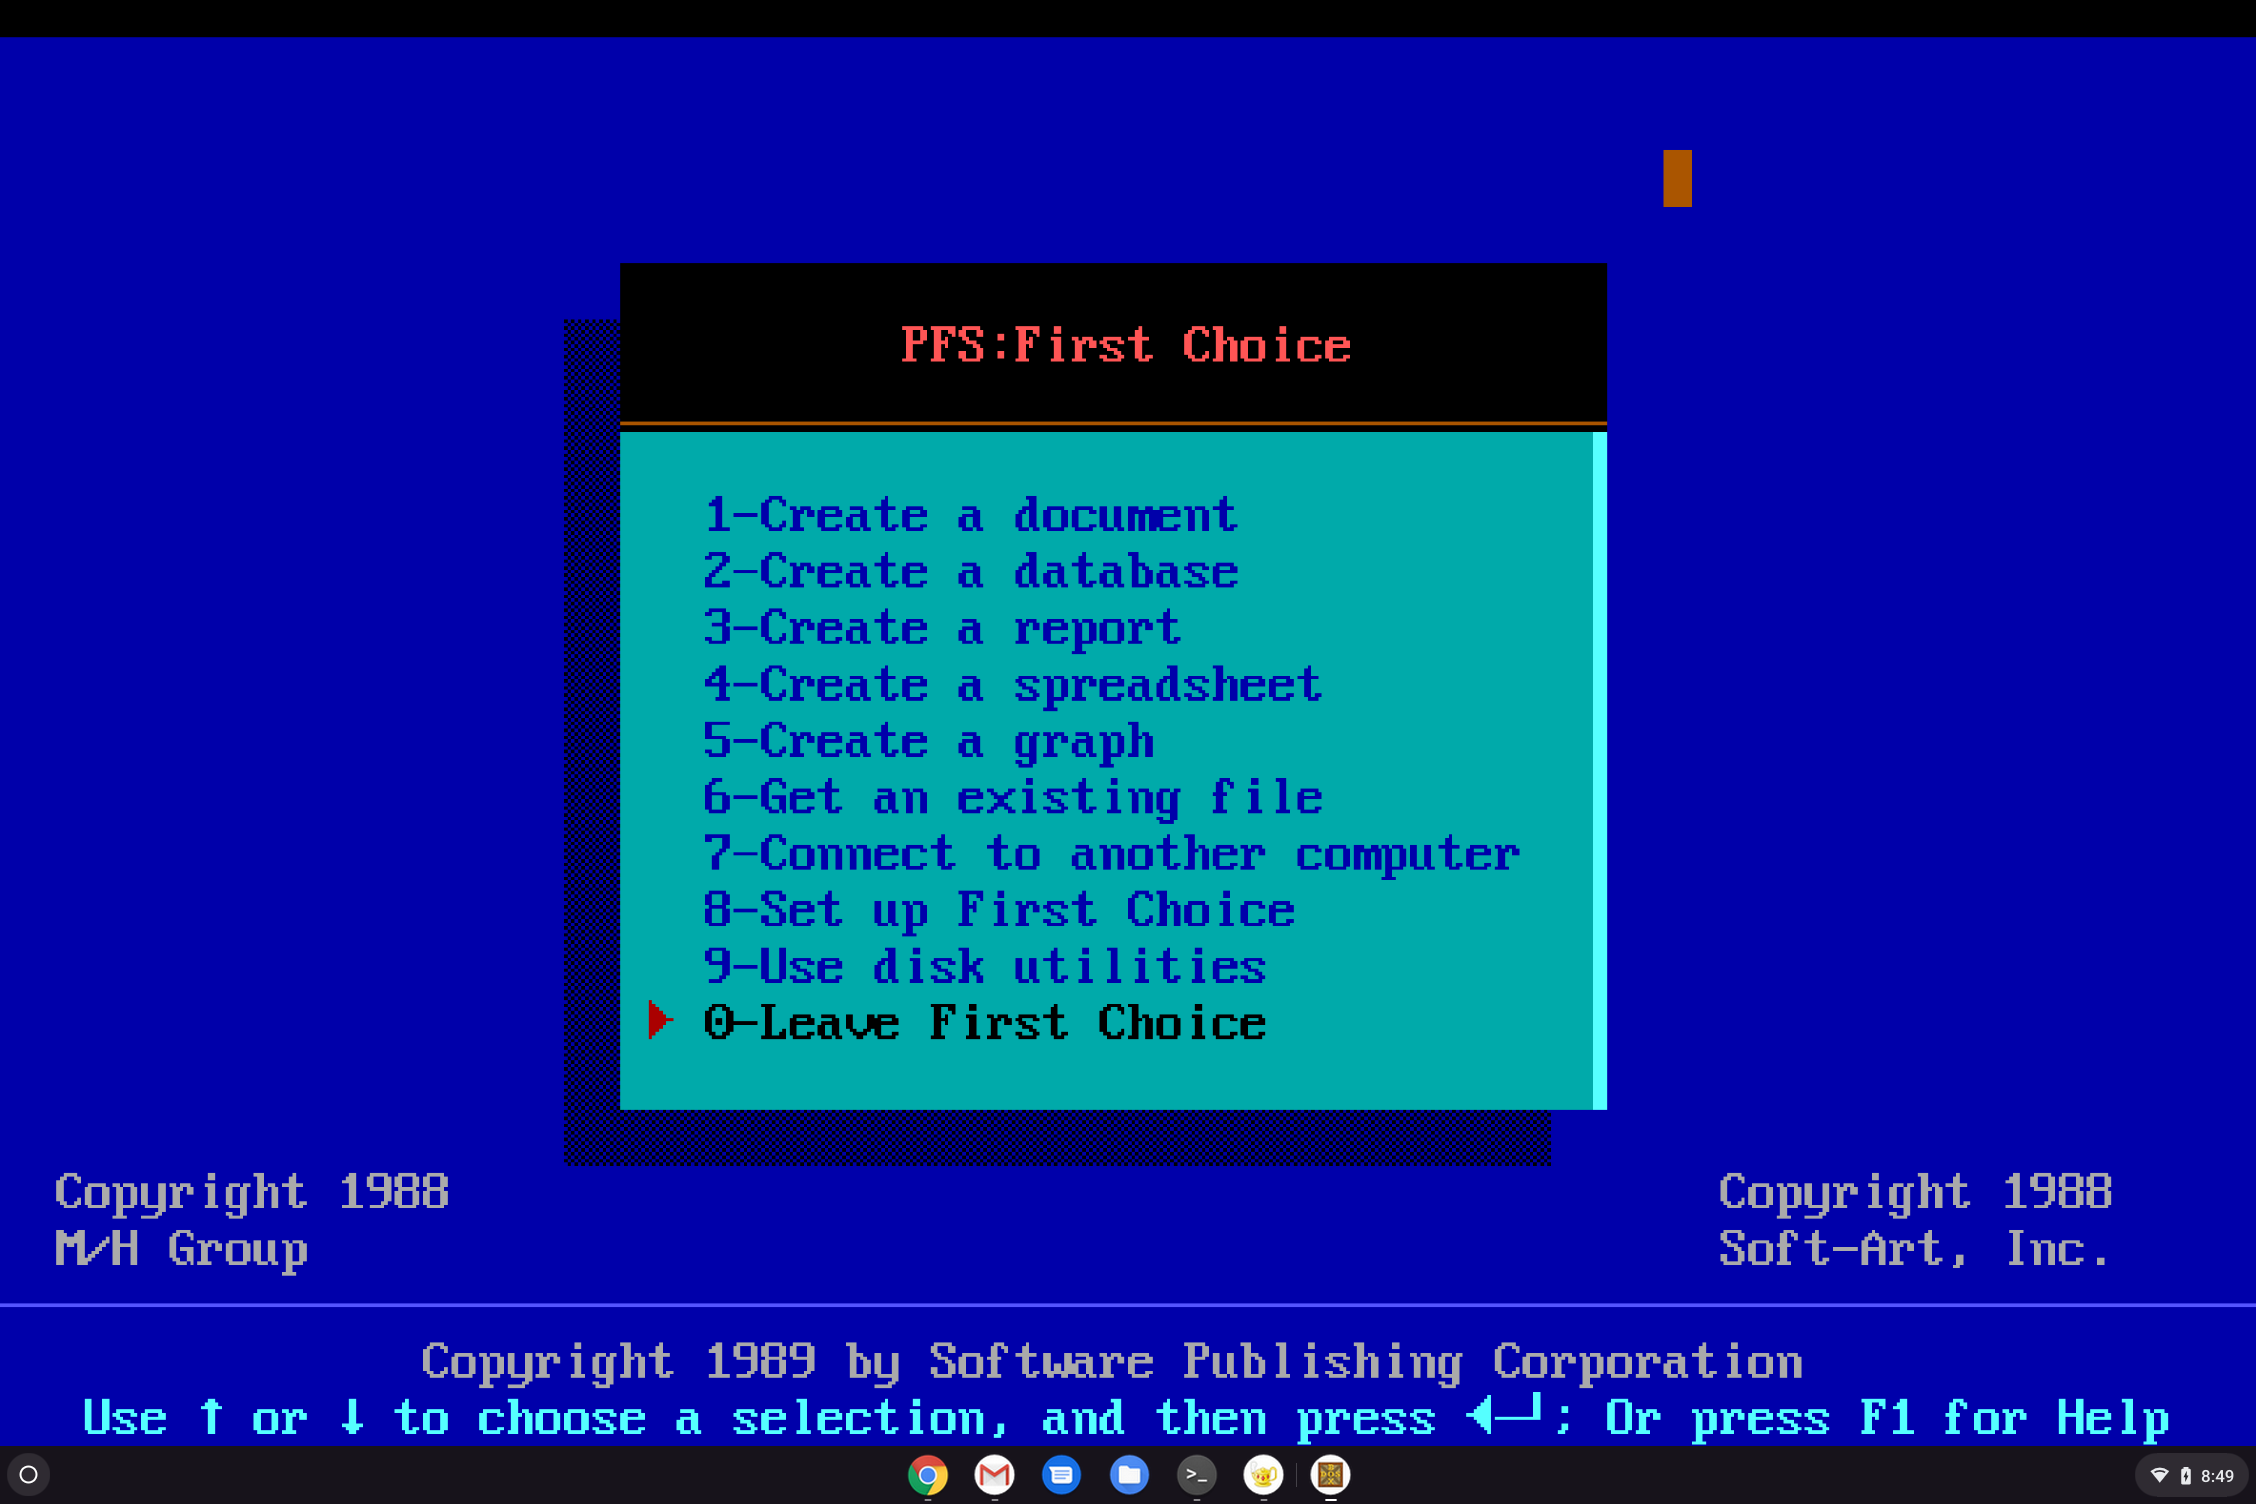 PFS:First Choice
1-Create a document
2-Create a database
3-Create a report
4-Create a spreadsheet
5-Create a graph
6-Get an existing file
7-Connect to another computer
8-Set up First Choice
9-Use disk utilities
0-Leave First Choice
Copyright 1988
M/H Group
Copyright 1988
Soft-Art, Inc.
Copyright 1989 by Software Publishing Corporation
Use ↑ or ↓ to choose a selection, and then press ◄─┘; Or press F1 for Help
8:49